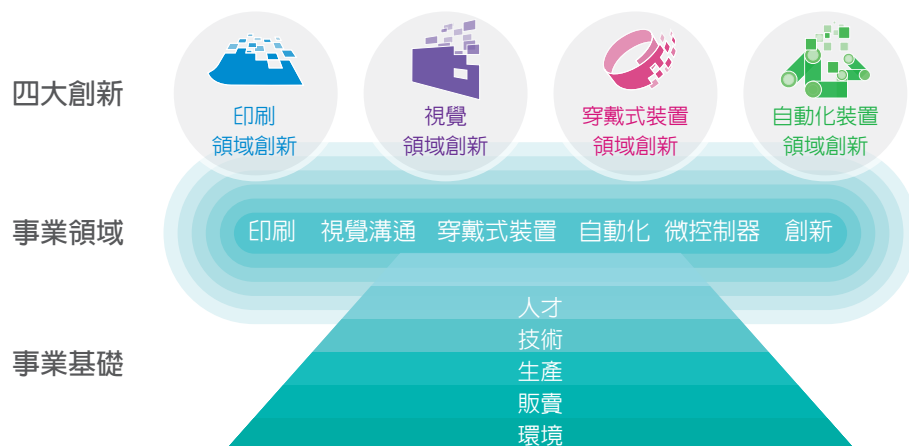 四大創新
印刷
領域創新
視覺
領域創新
穿戴式裝置
領域創新
自動化裝置
領域創新
事業領域
印刷 視覺溝通 穿戴式裝置 自動化 微控制器 創新
事業基礎
人才
技術
生產
販賣
環境